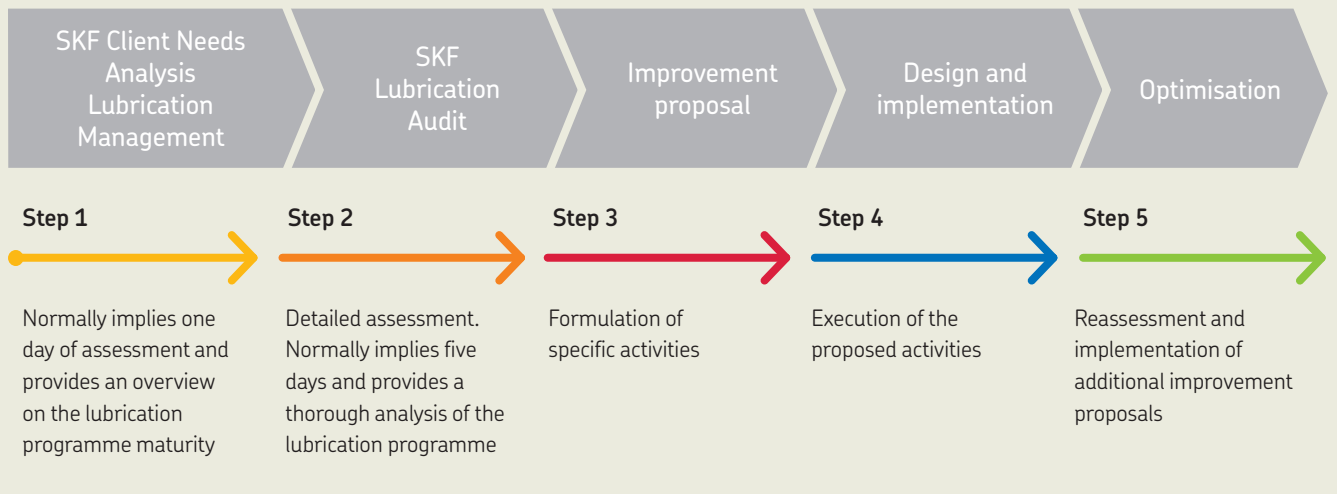 SKF Client Needs
Analysis
Lubrication
Management
SKF
Lubrication
Audit
Improvement
proposal
Design and
implementation
Optimisation
Step 1
Normally implies one
day of assessment and
provides an overview
on the lubrication
programme maturity
Step 2
Detailed assessment.
Normally implies five
days and provides a
thorough analysis of the
lubrication programme
Step 3
Formulation of
specific activities
Step 4
Execution of the
proposed activities
Step 5
Reassessment and
implementation of
additional improvement
proposals